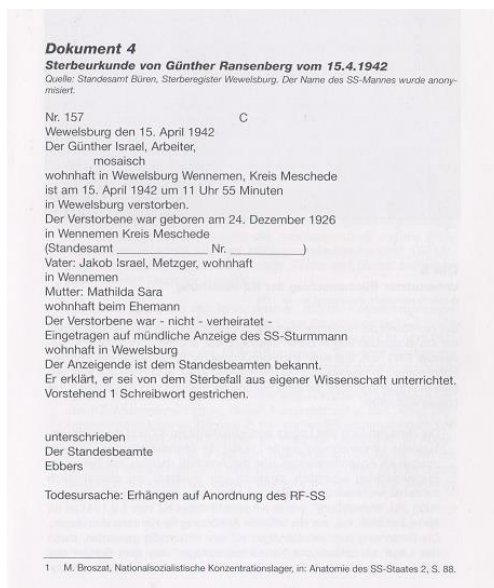 Dokument 4
Sterbeurkunde von Günther Ransenberg vom 15.4.1942
Quelle: Standesamt Büren, Sterberegister Wewelsburg. Der Name des SS-Mannes wurde anony-
misiert.
Nr. 157 C
Wewelsburg den 15. April 1942
Der Günther Israel, Arbeiter,
mosaisch
wohnhaft in Wewelsburg Wennemen, Kreis Meschede
ist am 15. April 1942 um 11 Uhr 55 Minuten
in Wewelsburg verstorben.
Der Verstorbene war geboren am 24. Dezember 1926
in Wennemen Kreis Meschede
(Standesamt ____________ Nr. __________)
Vater: Jakob Israel, Metzger, wohnhaft
in Wennemen
Mutter: Mathilda Sara
wohnhaft beim Ehemann
Der Verstorbene war - nicht - verheiratet -
Eingetragen auf mündliche Anzeige des SS-Sturmmann
wohnhaft in Wewelsburg
Der Anzeigende ist dem Standesbeamten bekannt.
Er erklärt, er sei von dem Sterbefall aus eigener Wissenschaft unterrichtet.
Vorstehend 1 Schreibwort gestrichen.
unterschrieben
Der Standesbeamte
Ebbers
Todesursache: Erhängen auf Anordnung des RF-SS
1 M. Broszat, Nationalsozialistische Konzentrationslager, in: Anatomie des SS-Staates 2, S. 88.